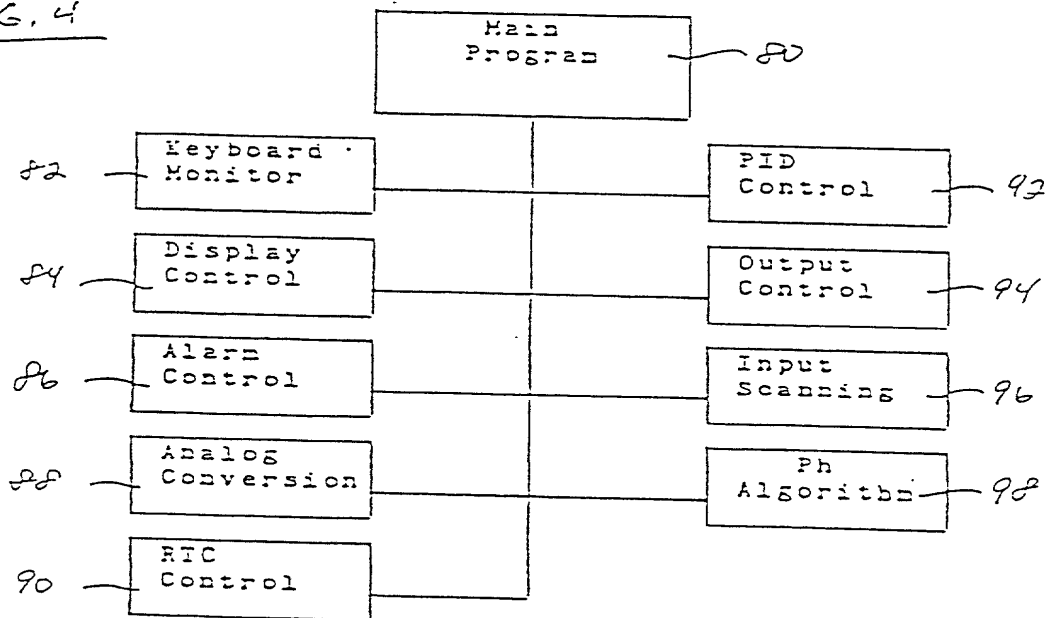 G. 4
Main
Program
80
Keyboard
Monitor
82
PID
Control
92
Display
Control
84
Output
Control
94
Alarm
Control
86
Input
Scanning
96
Analog
Conversion
88
Ph
Algorithm
98
RTC
Control
90